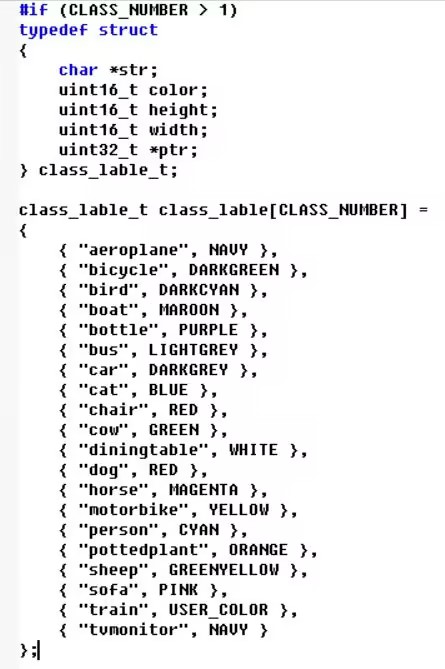 #if (CLASS_NUMBER > 1)
typedef struct
{
    char *str;
    uint16_t color;
    uint16_t height;
    uint16_t width;
    uint32_t *ptr;
} class_lable_t;

class_lable_t class_lable[CLASS_NUMBER] =
{
    { "aeroplane", NAVY },
    { "bicycle", DARKGREEN },
    { "bird", DARKCYAN },
    { "boat", MAROON },
    { "bottle", PURPLE },
    { "bus", LIGHTGREY },
    { "car", DARKGREY },
    { "cat", BLUE },
    { "chair", RED },
    { "cow", GREEN },
    { "diningtable", WHITE },
    { "dog", RED },
    { "horse", MAGENTA },
    { "motorbike", YELLOW },
    { "person", CYAN },
    { "pottedplant", ORANGE },
    { "sheep", GREENYELLOW },
    { "sofa", PINK },
    { "train", USER_COLOR },
    { "tvmonitor", NAVY }
};